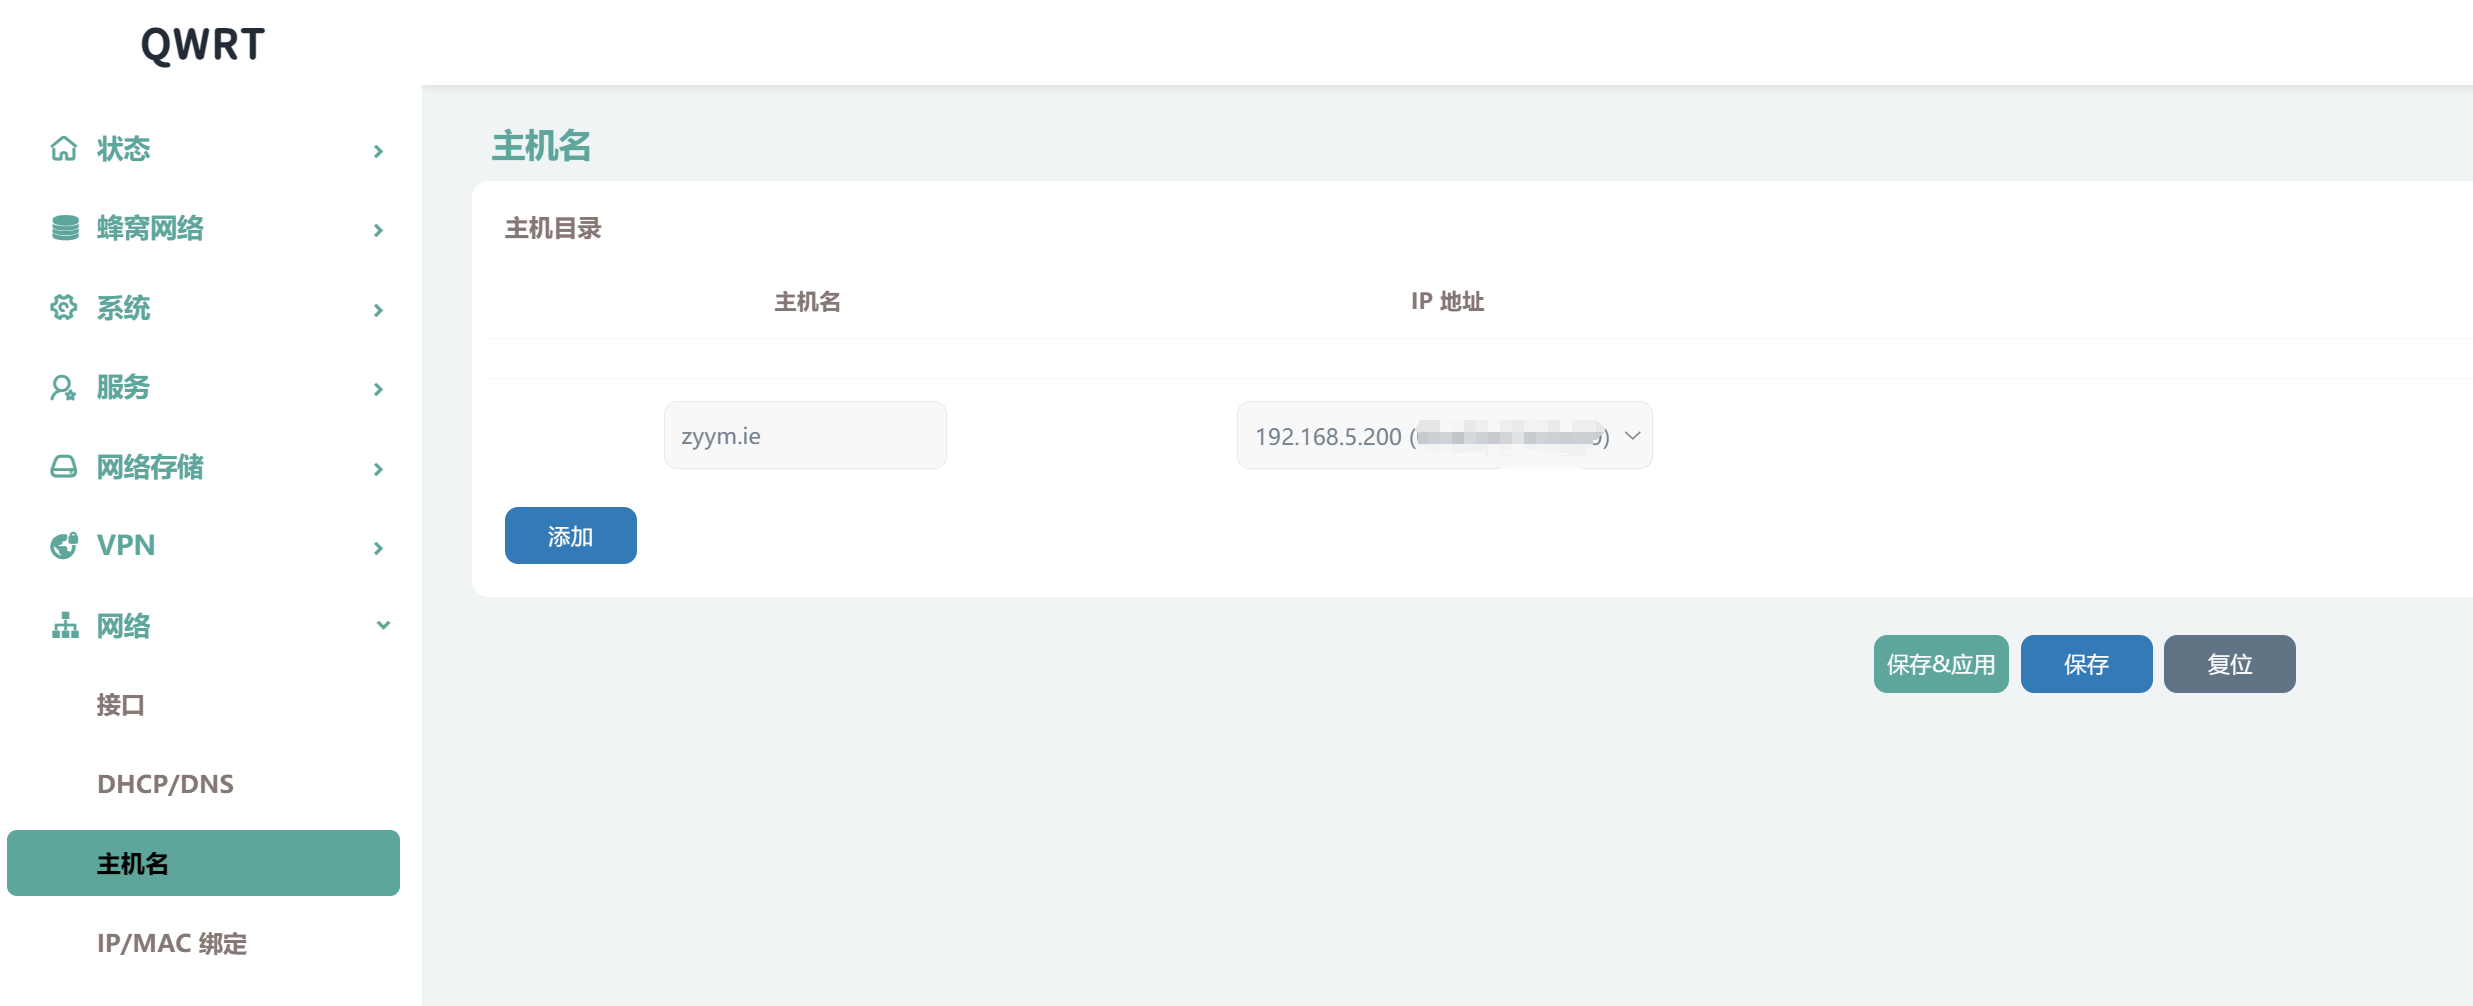 QWRT
状态
蜂窝网络
系统
服务
网络存储
VPN
网络
接口
DHCP/DNS
主机名
IP/MAC 绑定
主机名
主机目录
主机名 IP 地址
zyym.ie 192.168.5.200 (
添加
保存&应用 保存 复位